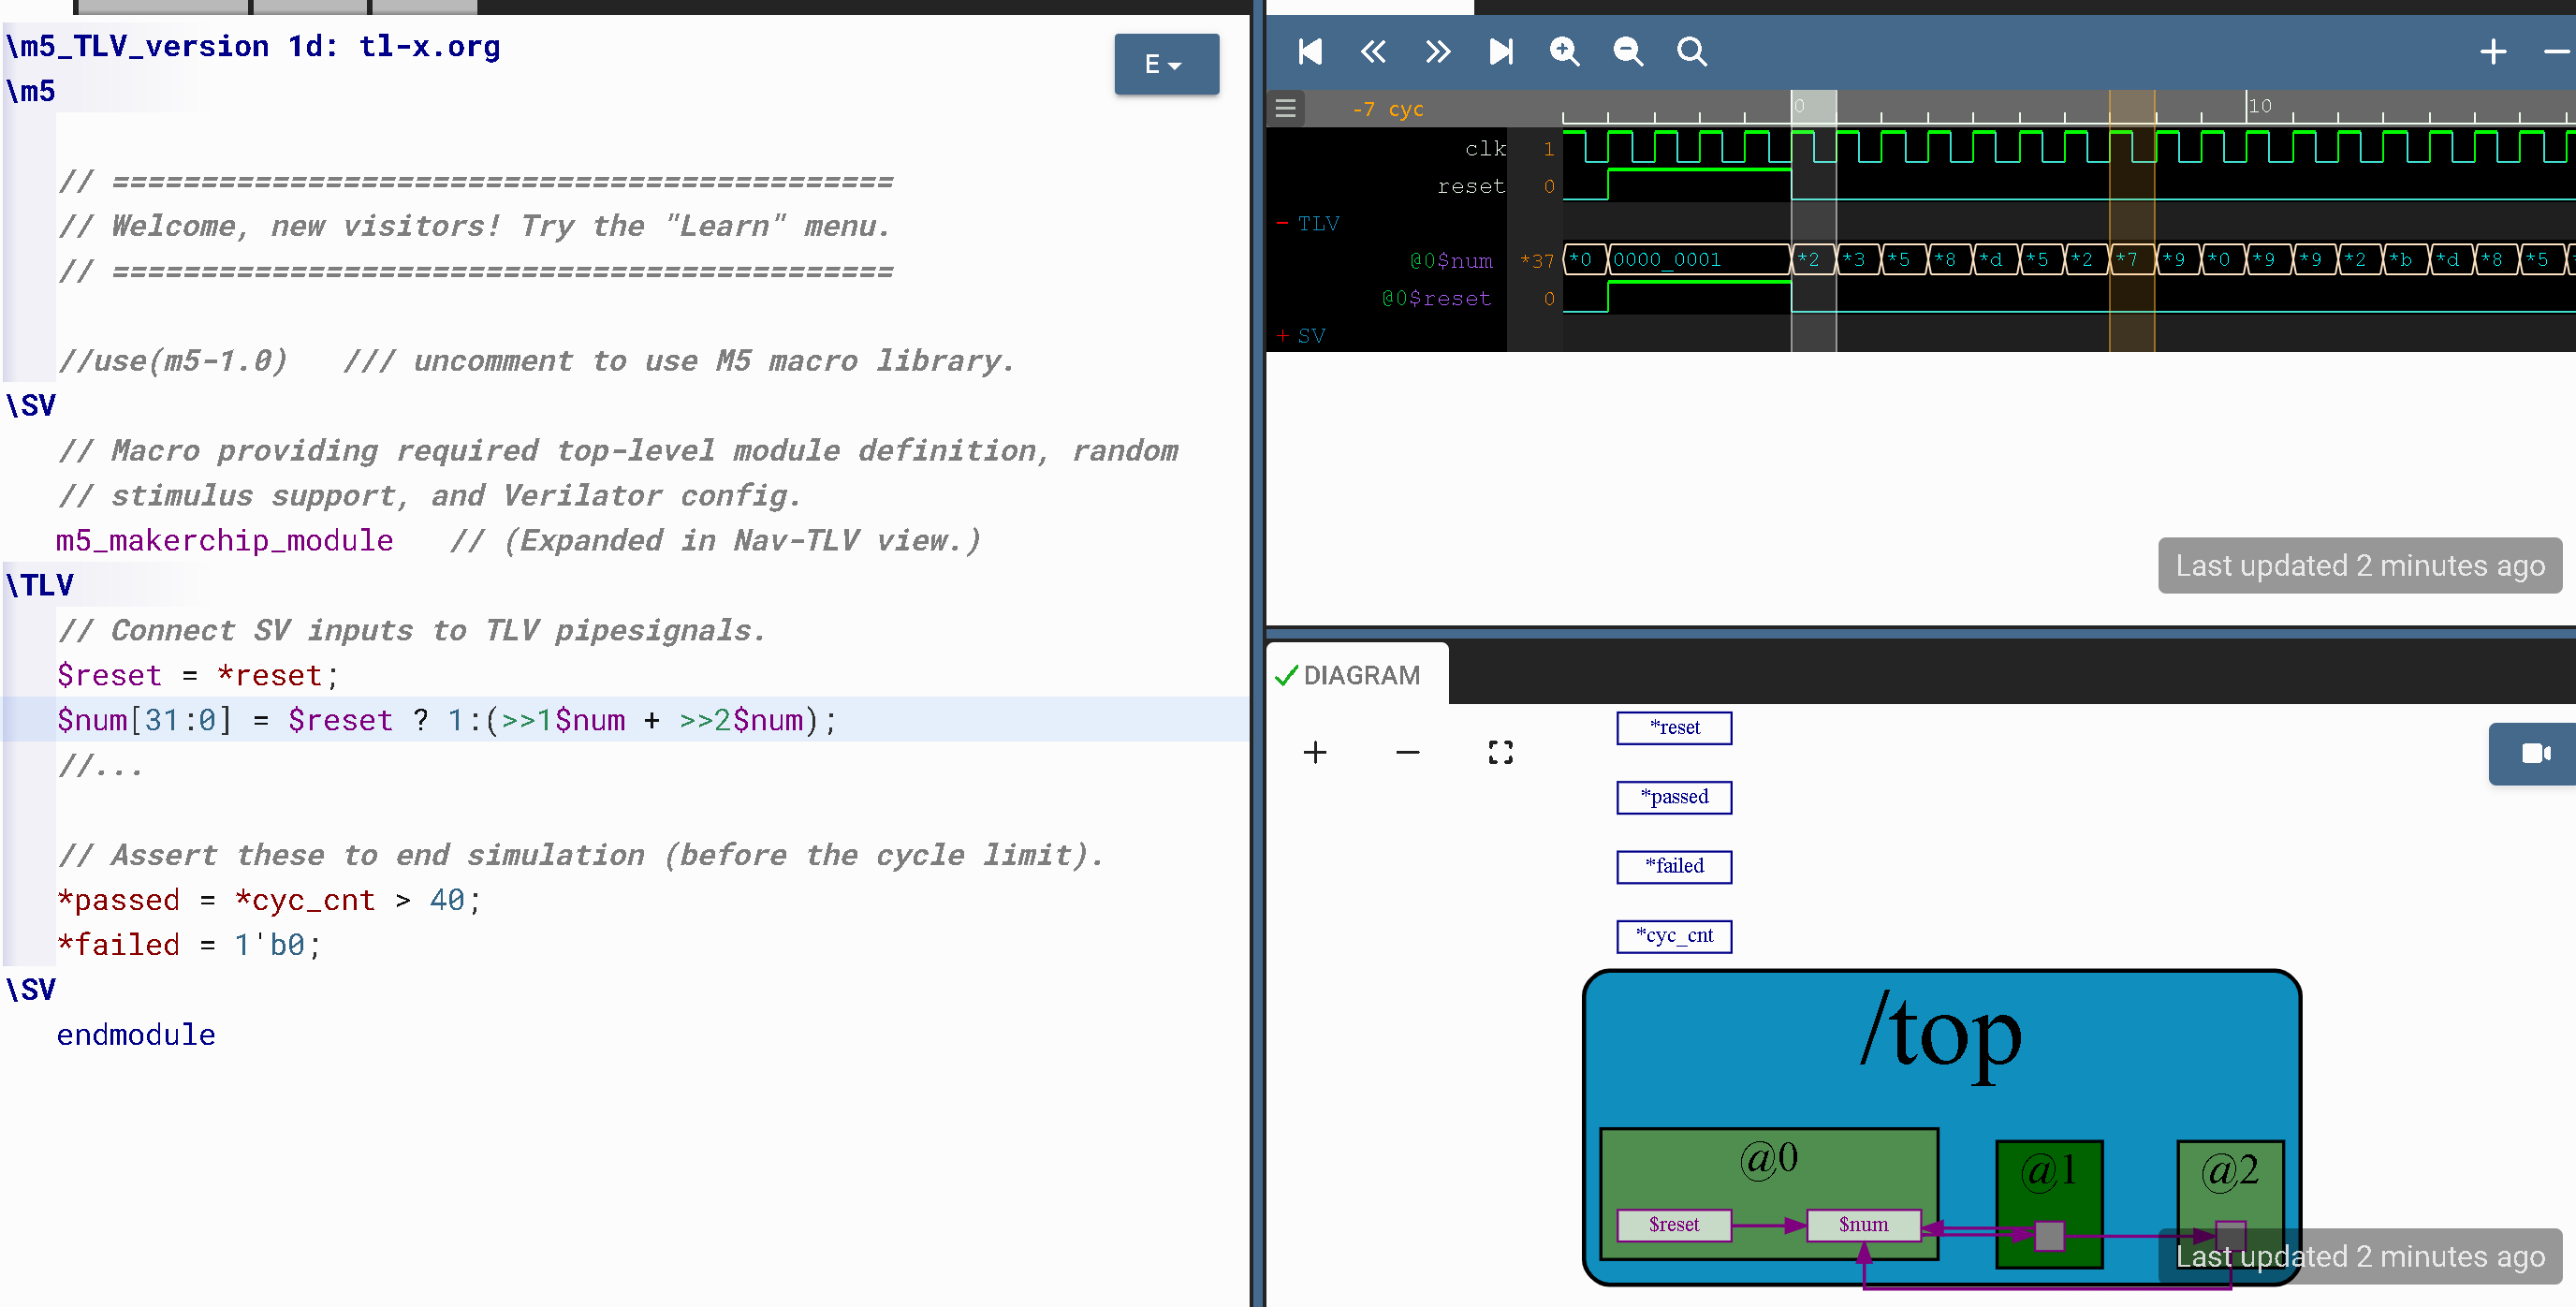 \m5_TLV_version 1d: tl-x.org
\m5
// ============================================
// Welcome, new visitors! Try the "Learn" menu.
// ============================================
//use(m5-1.0)   /// uncomment to use M5 macro library.
\SV
// Macro providing required top-level module definition, random
// stimulus support, and Verilator config.
m5_makerchip_module   // (Expanded in Nav-TLV view.)
\TLV
// Connect SV inputs to TLV pipesignals.
$reset = *reset;
$num[31:0] = $reset ? 1:(>>1$num + >>2$num);
//...
// Assert these to end simulation (before the cycle limit).
*passed = *cyc_cnt > 40;
*failed = 1'b0;
\SV
endmodule
E
-7 cyc 0 10
clk 1
reset 0
- TLV
@0$num *37 *0 0000_0001 *2 *3 *5 *8 *d *5 *2 *7 *9 *0 *9 *9 *2 *b *d *8 *5
@0$reset 0
+ SV
Last updated 2 minutes ago
DIAGRAM
*reset
*passed
*failed
*cyc_cnt
/top
@0 @1 @2
$reset $num
Last updated 2 minutes ago